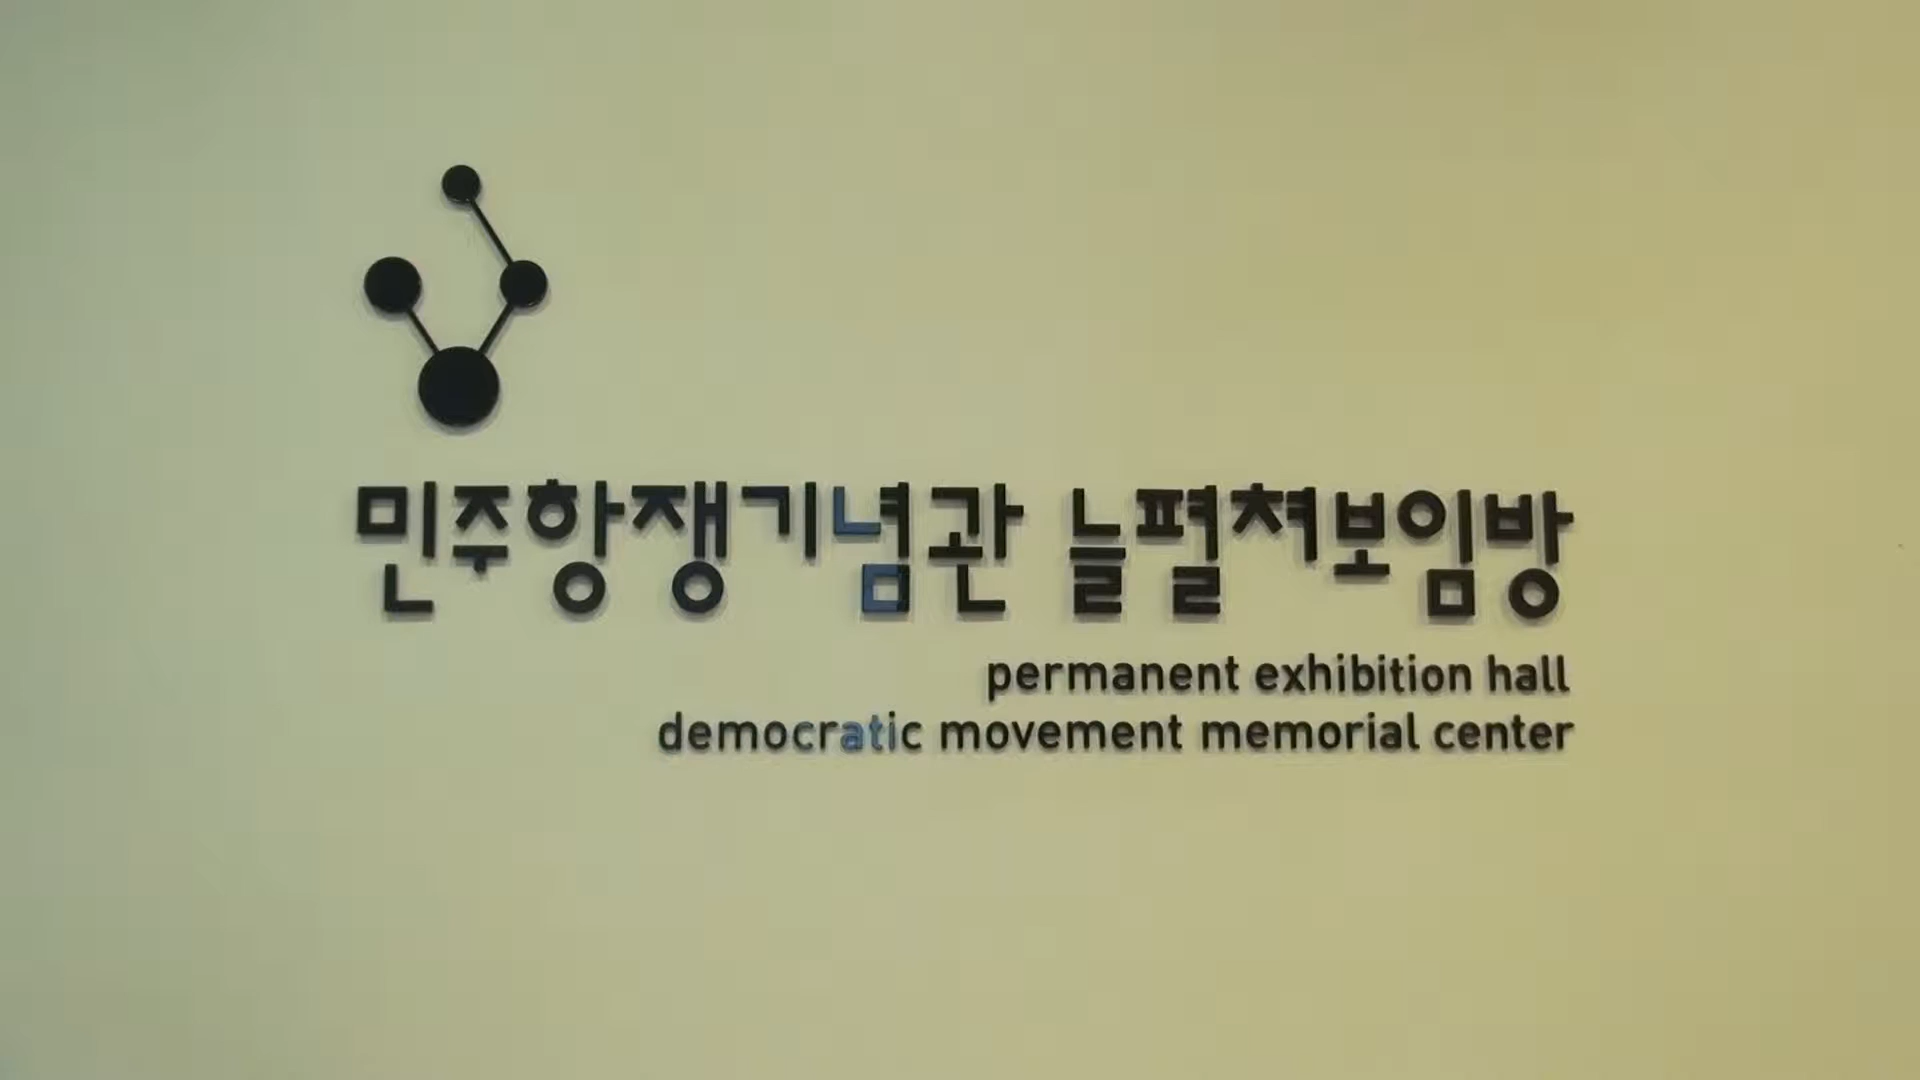 민주항쟁기념관 늘펼쳐보임방
permanent exhibition hall
democratic movement memorial center